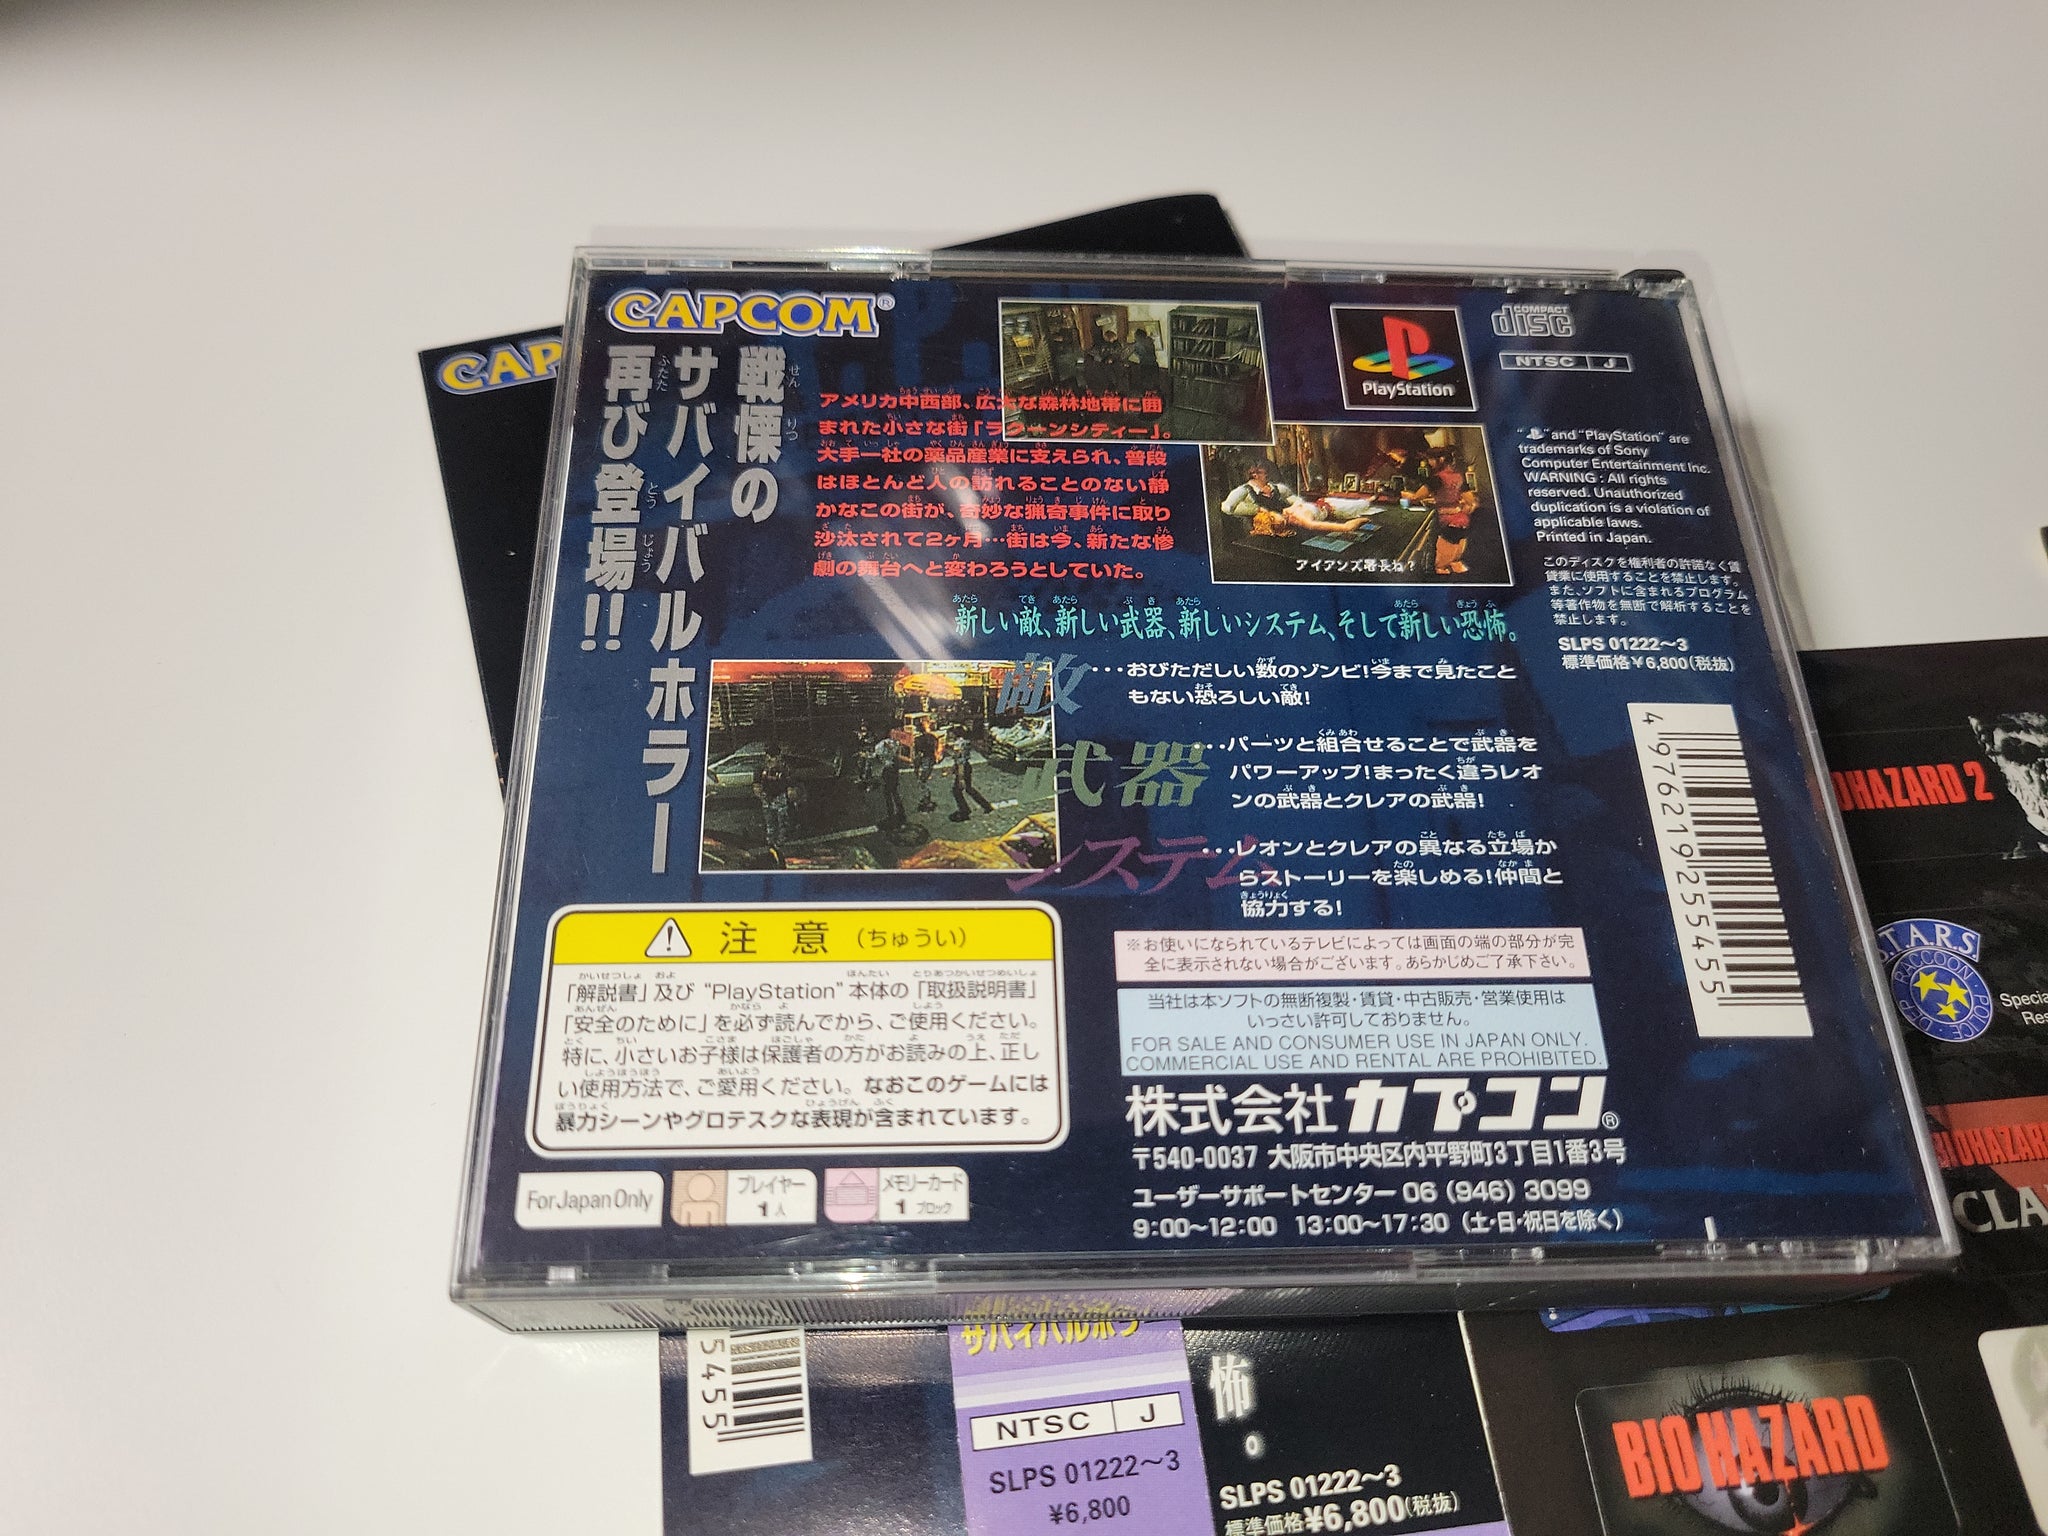 CAPCOM®
CAP
戦慄の
サバイバルホラー
再び登場!!
アメリカ中西部、広大な森林地帯に囲
まれた小さな街「ラクーンシティー」。
大手一社の薬品産業に支えられ、普段
はほとんど人の訪れることのない静
かなこの街が、奇妙な猟奇事件に取り
沙汰されて2ヶ月…街は今、新たな惨
劇の舞台へと変わろうとしていた。
PlayStation
COMPACT
disc
NTSC J
アイアンズ署長ね?
" " and "PlayStation" are
trademarks of Sony
Computer Entertainment Inc.
WARNING : All rights
reserved. Unauthorized
duplication is a violation of
applicable laws.
Printed in Japan.
このディスクを権利者の許諾なく賃
貸業に使用することを禁止します。
また、ソフトに含まれるプログラム
等著作物を無断で解析することを
禁止します。
SLPS 01222〜3
標準価格¥6,800(税抜)
新しい敵、新しい武器、新しいシステム、そして新しい恐怖。
敵
…おびただしい数のゾンビ!今まで見たこと
もない恐ろしい敵!
武器
…パーツと組合せることで武器を
パワーアップ!まったく違うレオ
ンの武器とクレアの武器!
システム
…レオンとクレアの異なる立場か
らストーリーを楽しめる!仲間と
協力する!
4 976219 255455
注意(ちゅうい)
「解説書」及び "PlayStation" 本体の「取扱説明書」
「安全のために」を必ず読んでから、ご使用ください。
特に、小さいお子様は保護者の方がお読みの上、正し
い使用方法で、ご愛用ください。なおこのゲームには
暴力シーンやグロテスクな表現が含まれています。
※お使いになられているテレビによっては画面の端の部分が完
全に表示されない場合がございます。あらかじめご了承下さい。
当社は本ソフトの無断複製・賃貸・中古販売・営業使用は
いっさい許可しておりません。
FOR SALE AND CONSUMER USE IN JAPAN ONLY.
COMMERCIAL USE AND RENTAL ARE PROHIBITED.
株式会社カプコン®
〒540-0037 大阪市中央区内平野町3丁目1番3号
ユーザーサポートセンター 06 (946) 3099
9:00〜12:00 13:00〜17:30 (土・日・祝日を除く)
For Japan Only
プレイヤー
1人
メモリーカード
1 ブロック
OHAZARD 2
S.T.A.R.S.
RACCOON
POLICE
DEP
Specia
Res
BIOHAZARD
CLA
5455
サバイバルホラ
NTSC J
SLPS 01222〜3
¥6,800
怖。
SLPS 01222〜3
標準価格¥6,800(税抜)
BIO HAZARD